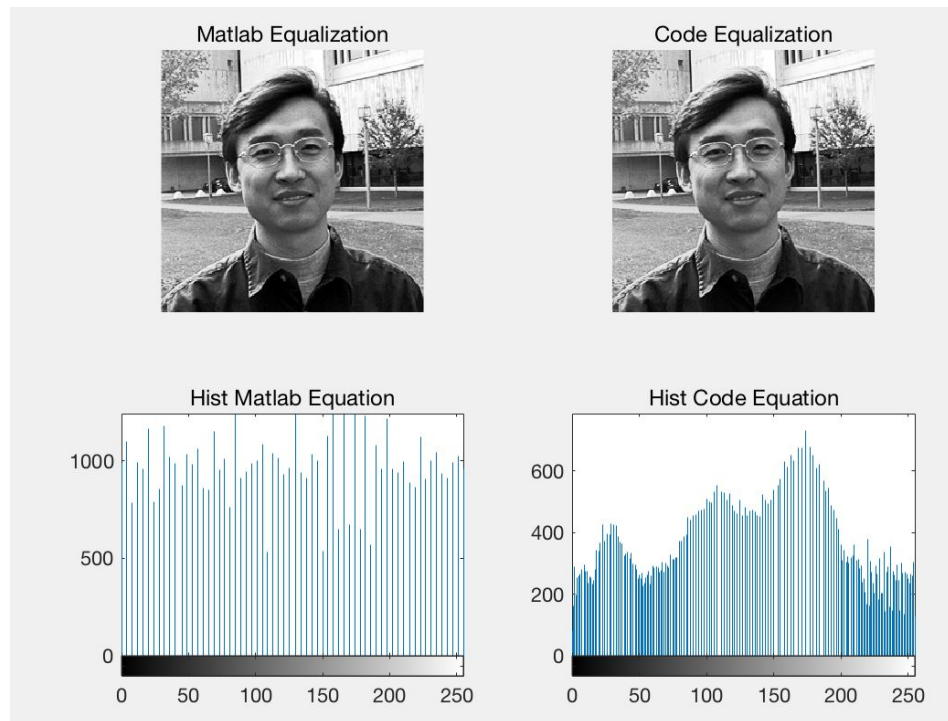 Matlab Equalization
Code Equalization
Hist Matlab Equation
1000
500
0
0 50 100 150 200 250
Hist Code Equation
600
400
200
0
0 50 100 150 200 250